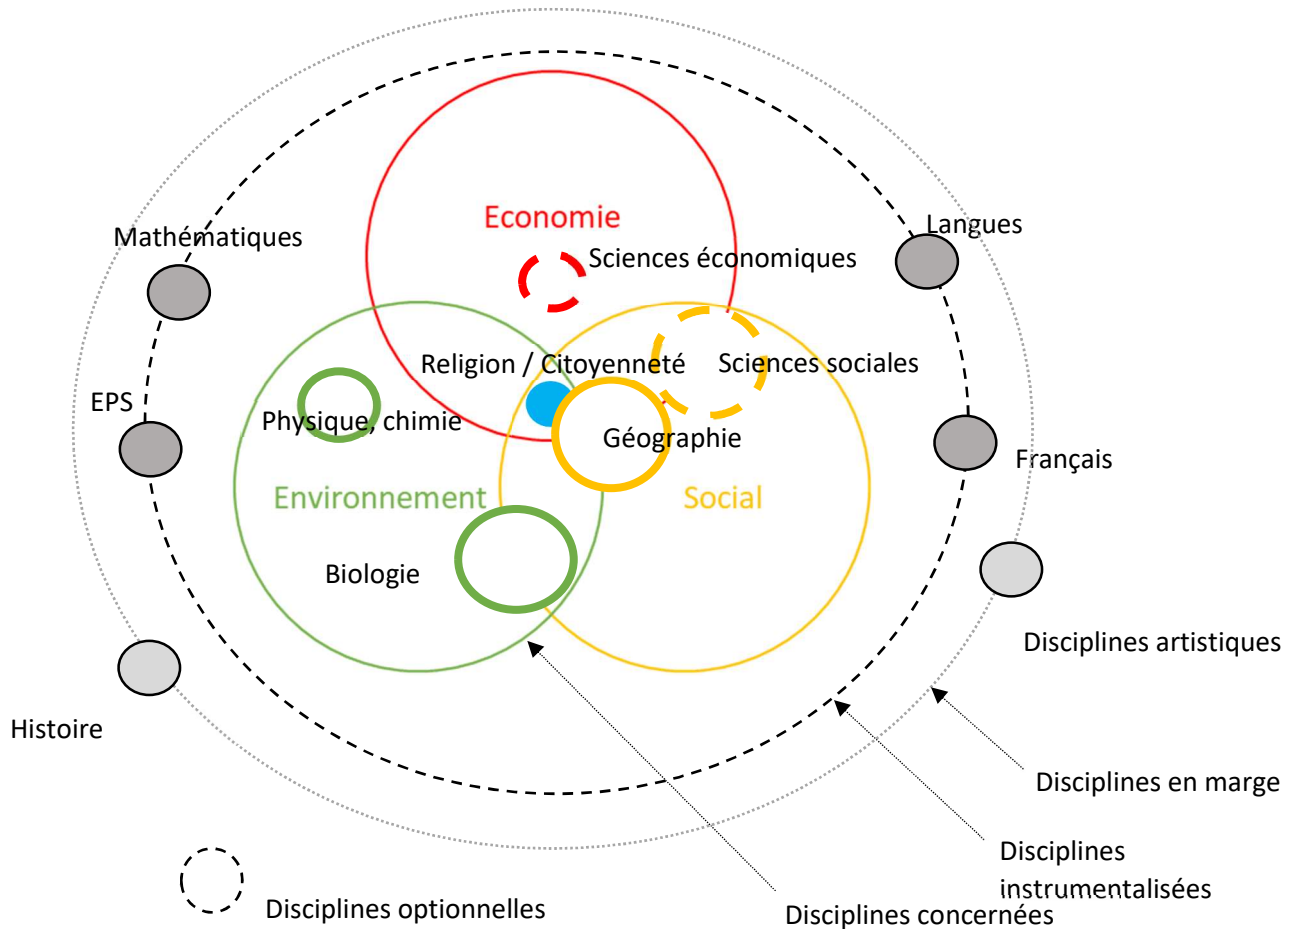 Economie
Mathématiques
Langues
Sciences économiques
Religion / Citoyenneté
Sciences sociales
EPS
Physique, chimie
Géographie
Français
Environnement
Social
Biologie
Disciplines artistiques
Histoire
Disciplines en marge
Disciplines
instrumentalisées
Disciplines optionnelles
Disciplines concernées